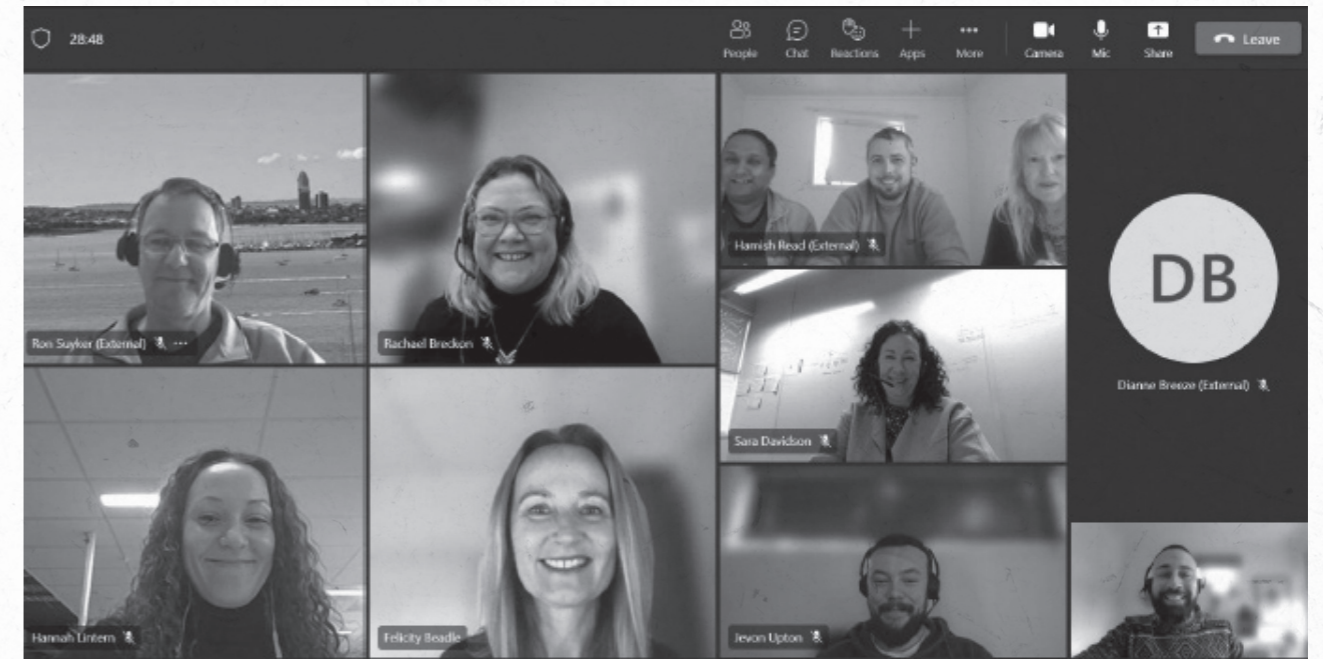 28:48
People
Chat
Reactions
Apps
More
Camera
Mic
Share
Leave
Ron Suyker (External)
Rachael Breckon
Hamish Read (External)
DB
Dianne Breeze (External)
Sara Davidson
Hannah Lintern
Felicity Beadle
Jevon Upton